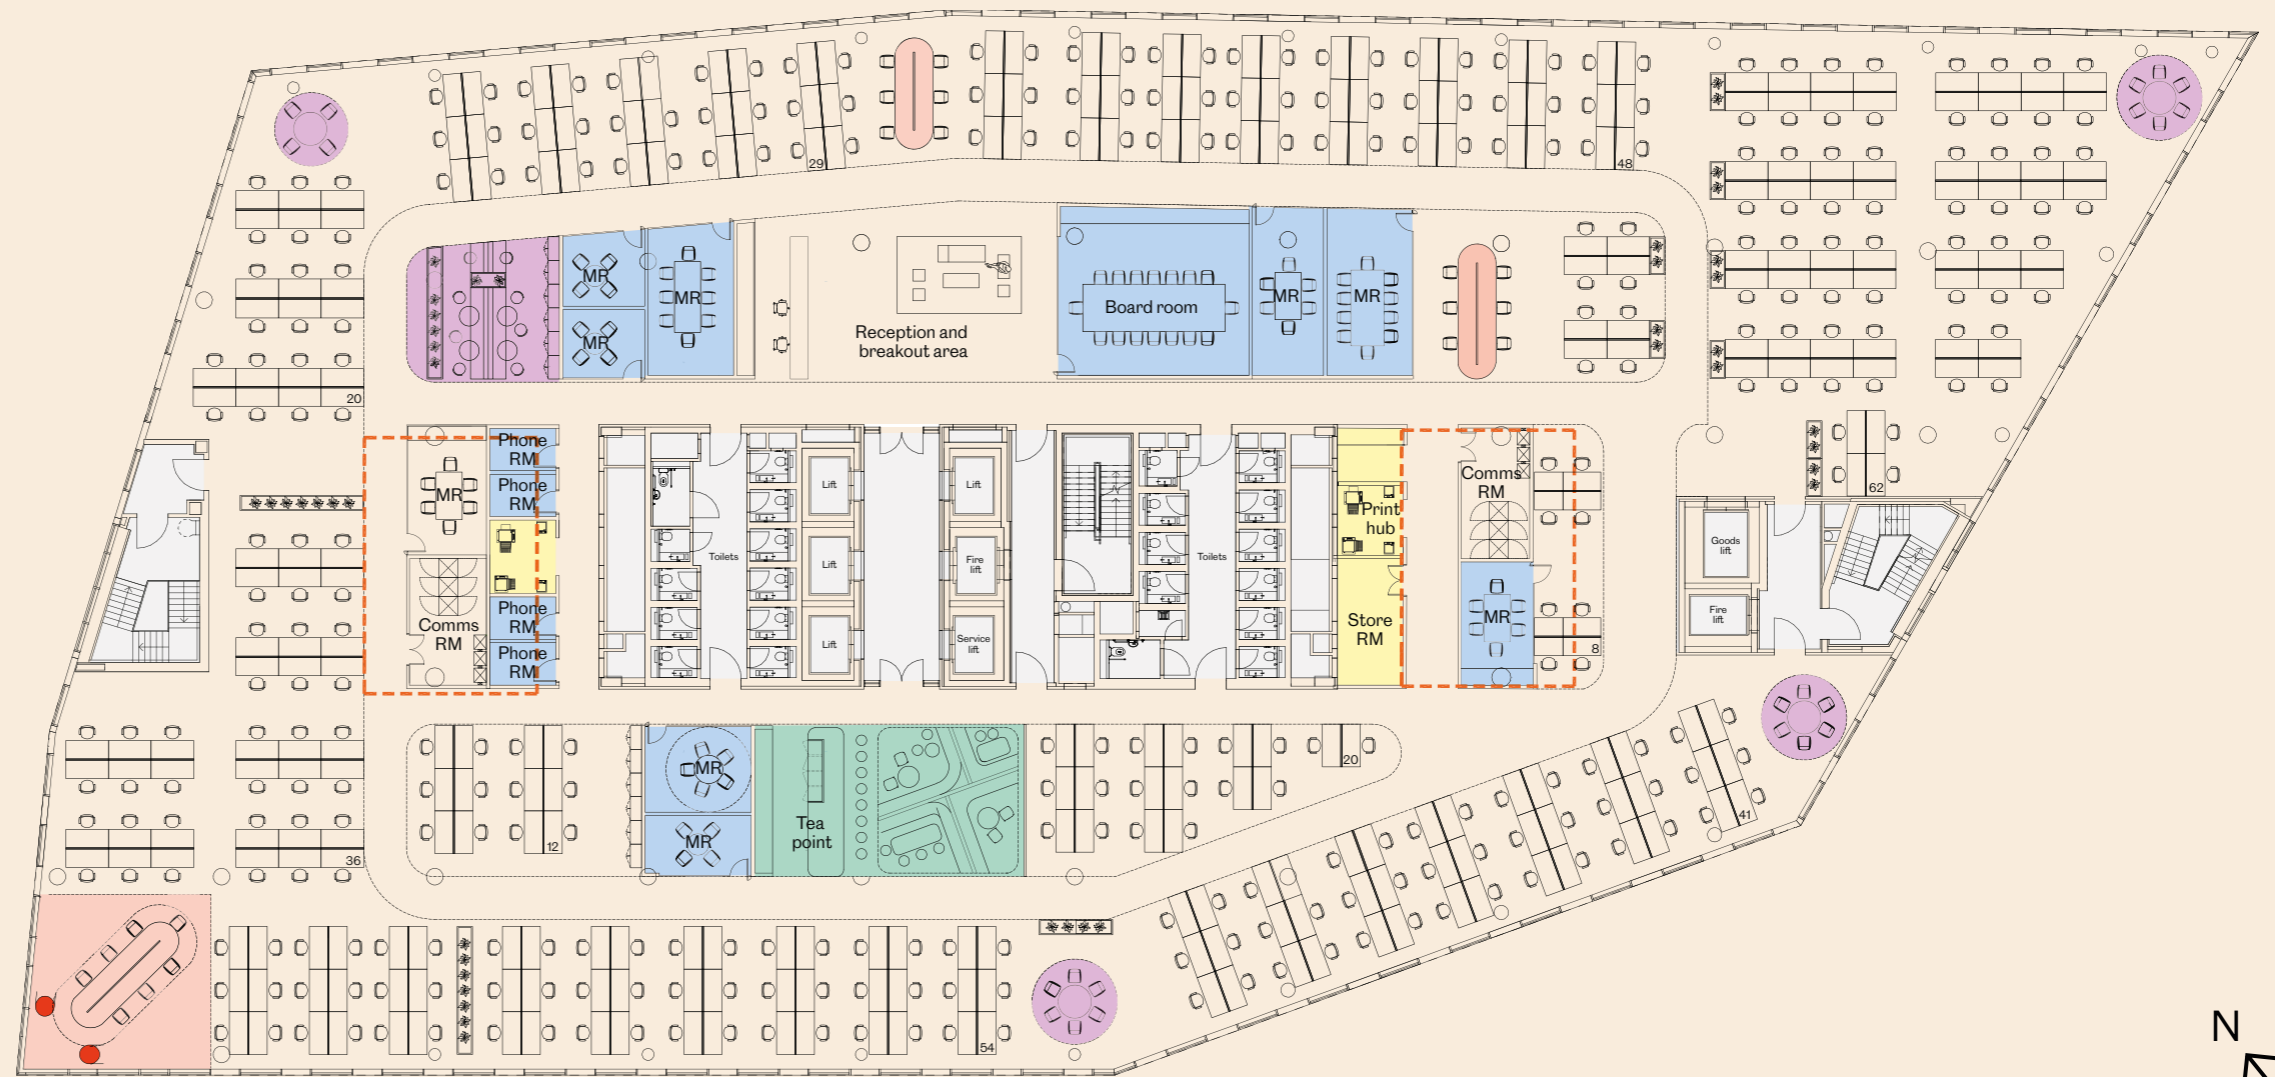 29
48
MR
MR
MR
Reception and
breakout area
Board room
MR
MR
20
Phone
RM
Phone
RM
MR
Comms
RM
Phone
RM
Phone
RM
Toilets
Lift
Lift
Lift
Lift
Fire
lift
Service
lift
Toilets
Print
hub
Store
RM
Comms
RM
MR
8
62
Goods
lift
Fire
lift
36
12
MR
MR
Tea
point
20
41
54
N